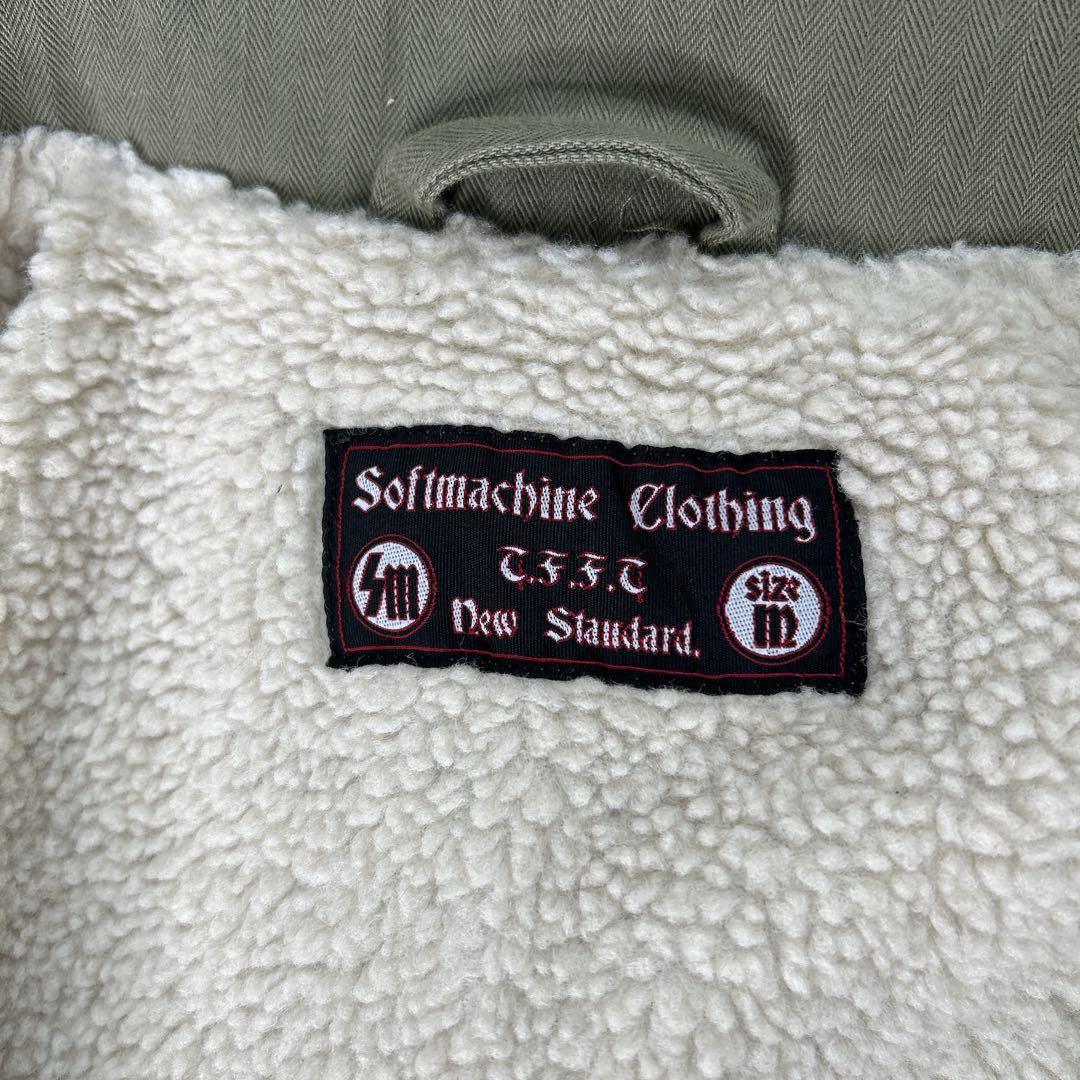 Softmachine Clothing
T.F.F.T
SM
New Standard.
size
m